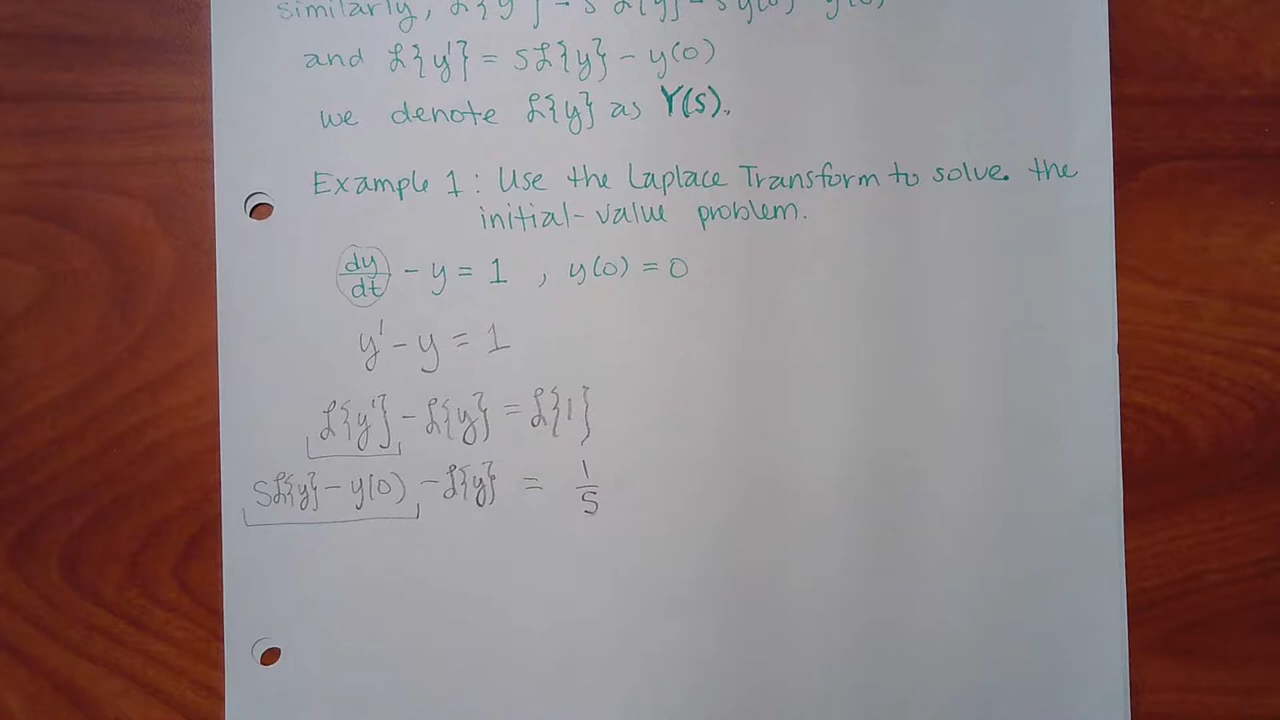 similarly,
and ℒ{y'} = sℒ{y} - y(0)
we denote ℒ{y} as Y(s).
Example 1: Use the Laplace Transform to solve. the
initial-value problem.
dy/dt - y = 1 , y(0) = 0
y' - y = 1
ℒ{y'} - ℒ{y} = ℒ{1}
sℒ{y} - y(0) - ℒ{y} = 1/s